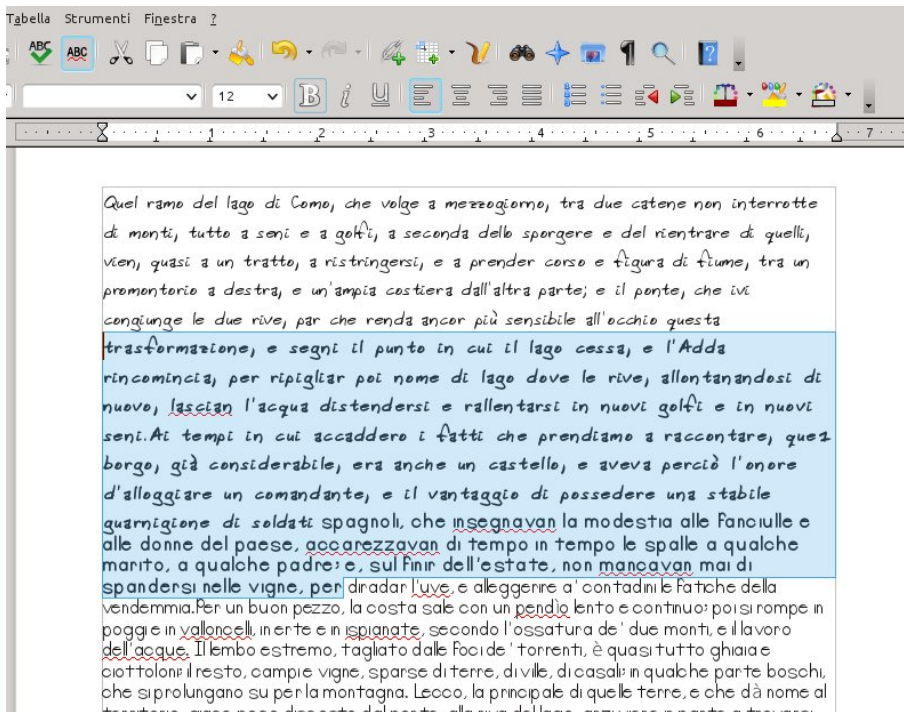 Tabella Strumenti Finestra ?
ABC ABC
12 B i U
1 2 3 4 5 6 7
Quel ramo del lago di Como, che volge a mezzogiorno, tra due catene non interrotte
di monti, tutto a seni e a golfi, a seconda dello sporgere e del rientrare di quelli,
vien, quasi a un tratto, a ristringersi, e a prender corso e figura di fiume, tra un
promontorio a destra, e un'ampia costiera dall'altra parte; e il ponte, che ivi
congiunge le due rive, par che renda ancor più sensibile all'occhio questa
trasformazione, e segni il punto in cui il lago cessa, e l'Adda
rincomincia, per ripigliar poi nome di lago dove le rive, allontanandosi di
nuovo, lascian l'acqua distendersi e rallentarsi in nuovi golfi e in nuovi
seni.Ai tempi in cui accaddero i fatti che prendiamo a raccontare, que1
borgo, già considerabile, era anche un castello, e aveva perciò l'onore
d'alloggiare un comandante, e il vantaggio di possedere una stabile
guarnigione di soldati spagnoli, che insegnavan la modestia alle fanciulle e
alle donne del paese, accarezzavan di tempo in tempo le spalle a qualche
marito, a qualche padre; e, sul finir dell'estate, non mancavan mai di
spandersi nelle vigne, per diradar l'uve, e alleggerire a' contadini le fatiche della
vendemmia.Per un buon pezzo, la costa sale con un pendìo lento e continuo; poi si rompe in
poggi e in valloncelli, in erte e in ispianate, secondo l'ossatura de' due monti, e il lavoro
dell'acque. Il lembo estremo, tagliato dalle foci de' torrenti, è quasi tutto ghiaia e
ciottoloni; il resto, campi e vigne, sparse di terre, di ville, di casali; in qualche parte boschi,
che si prolungano su per la montagna. Lecco, la principale di quelle terre, e che dà nome al